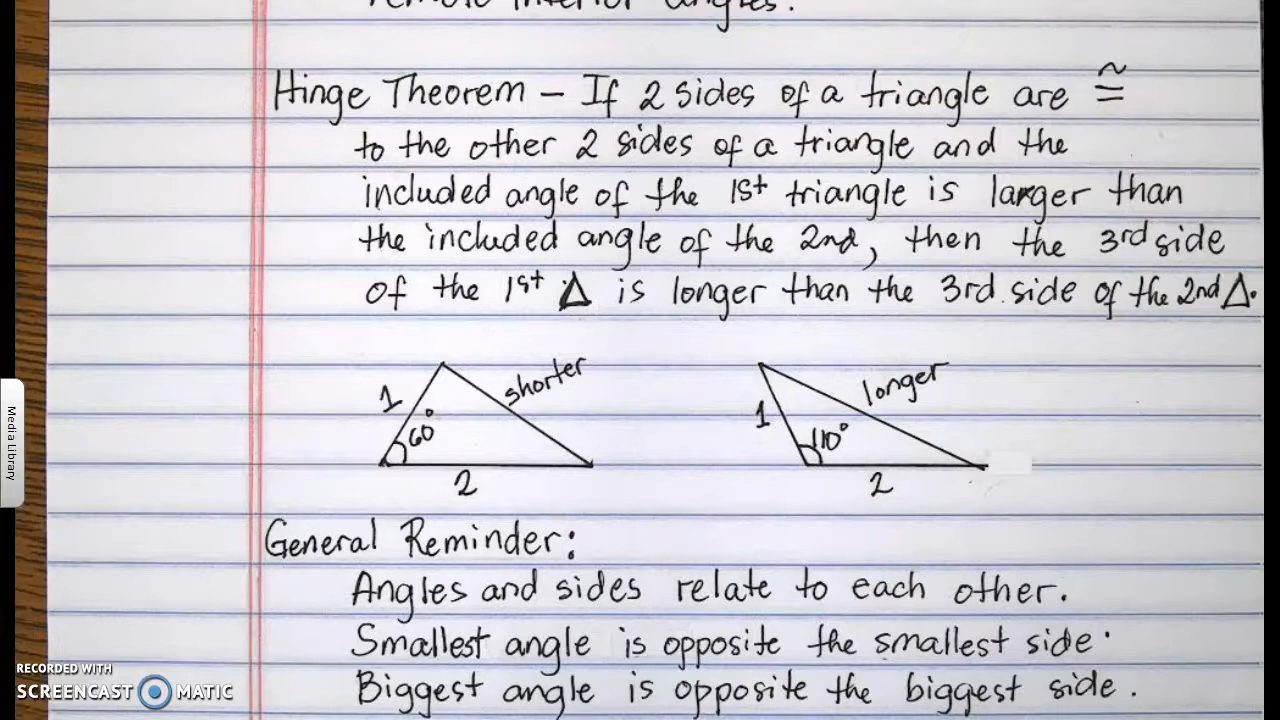 remote interior angles.
Hinge Theorem – If 2 sides of a triangle are ≅
to the other 2 sides of a triangle and the
included angle of the 1st triangle is larger than
the included angle of the 2nd, then the 3rd side
of the 1st Δ is longer than the 3rd side of the 2nd Δ.
1 60° shorter 2
1 110° longer 2
General Reminder:
Angles and sides relate to each other.
Smallest angle is opposite the smallest side.
Biggest angle is opposite the biggest side.
Media Library
RECORDED WITH
SCREENCAST MATIC